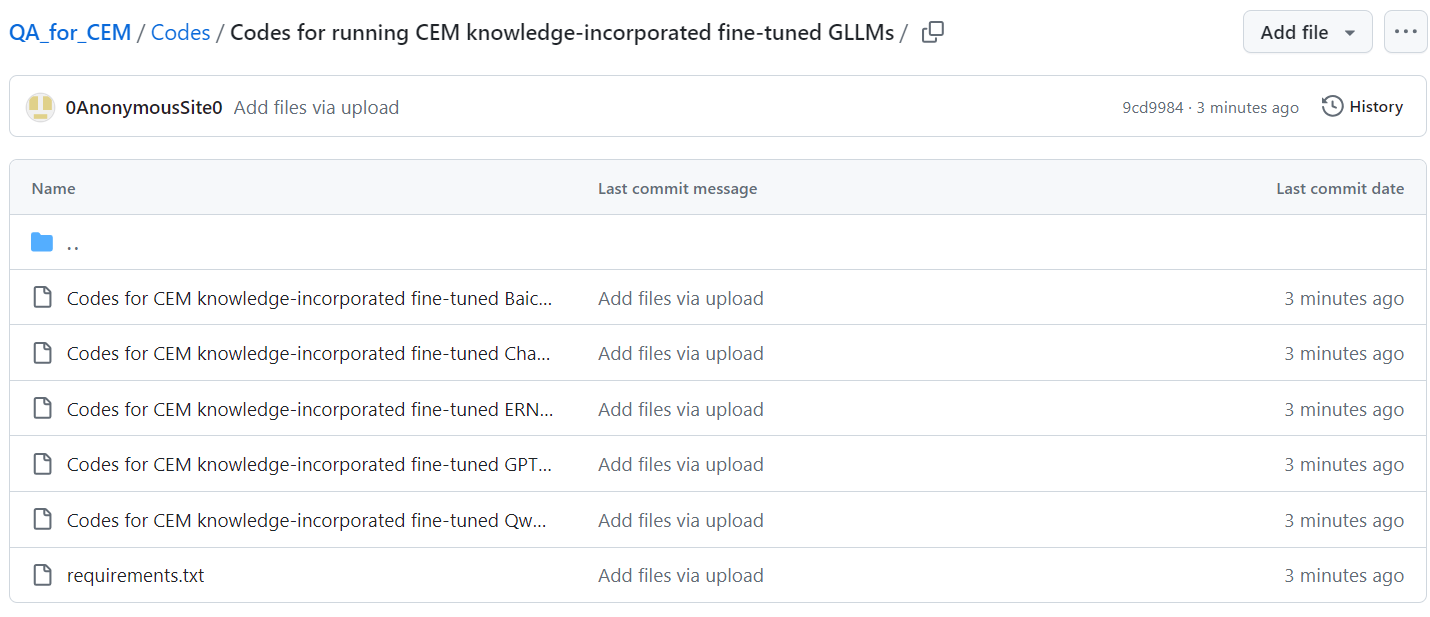 QA_for_CEM / Codes / Codes for running CEM knowledge-incorporated fine-tuned GLLMs /
Add file
0AnonymousSite0 Add files via upload
9cd9984 · 3 minutes ago
History
Name Last commit message Last commit date
..
Codes for CEM knowledge-incorporated fine-tuned Baic... Add files via upload 3 minutes ago
Codes for CEM knowledge-incorporated fine-tuned Cha... Add files via upload 3 minutes ago
Codes for CEM knowledge-incorporated fine-tuned ERN... Add files via upload 3 minutes ago
Codes for CEM knowledge-incorporated fine-tuned GPT... Add files via upload 3 minutes ago
Codes for CEM knowledge-incorporated fine-tuned Qw... Add files via upload 3 minutes ago
requirements.txt Add files via upload 3 minutes ago